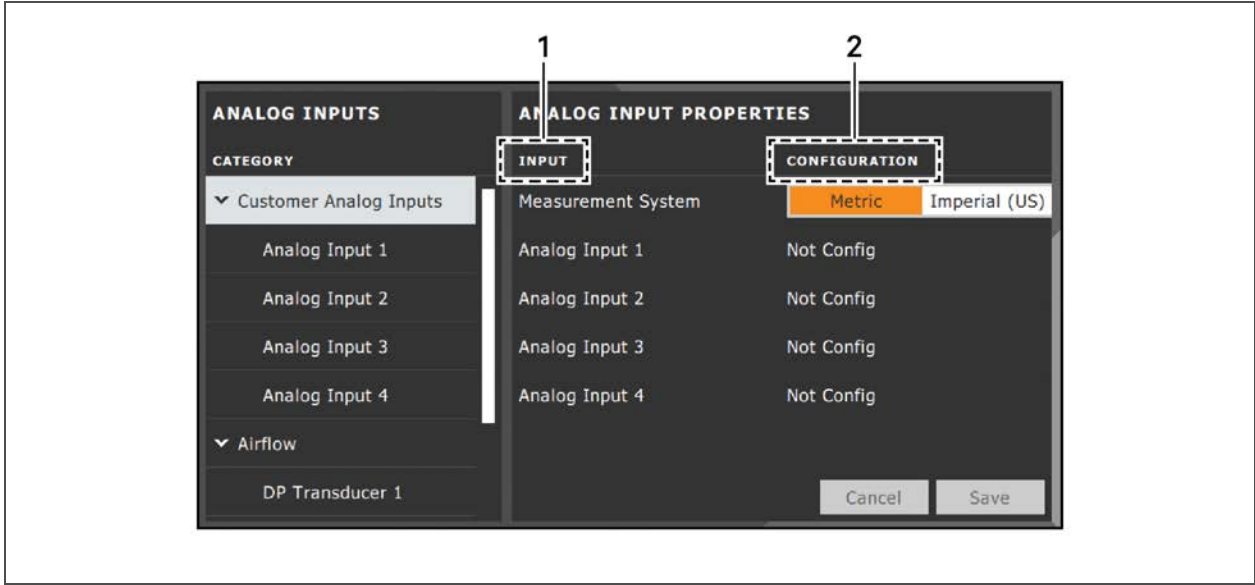 1 2
ANALOG INPUTS
CATEGORY
Customer Analog Inputs
Analog Input 1
Analog Input 2
Analog Input 3
Analog Input 4
Airflow
DP Transducer 1
ANALOG INPUT PROPERTIES
INPUT CONFIGURATION
Measurement System Metric Imperial (US)
Analog Input 1 Not Config
Analog Input 2 Not Config
Analog Input 3 Not Config
Analog Input 4 Not Config
Cancel Save